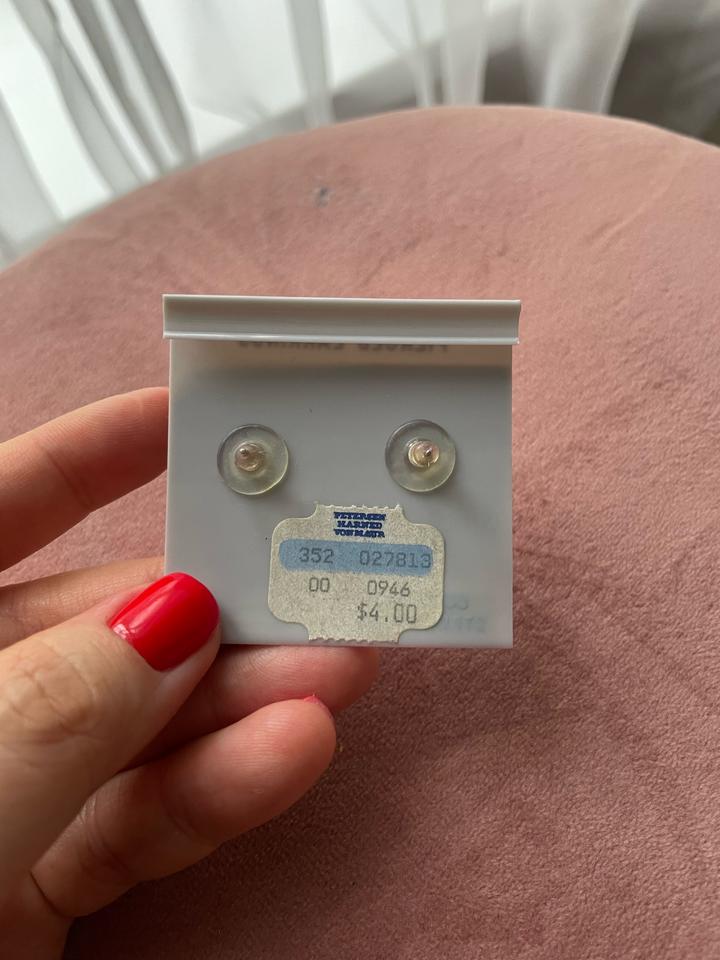 PETERSEN
HARNED
VON MAUR
352 027813
00 0946
$4.00